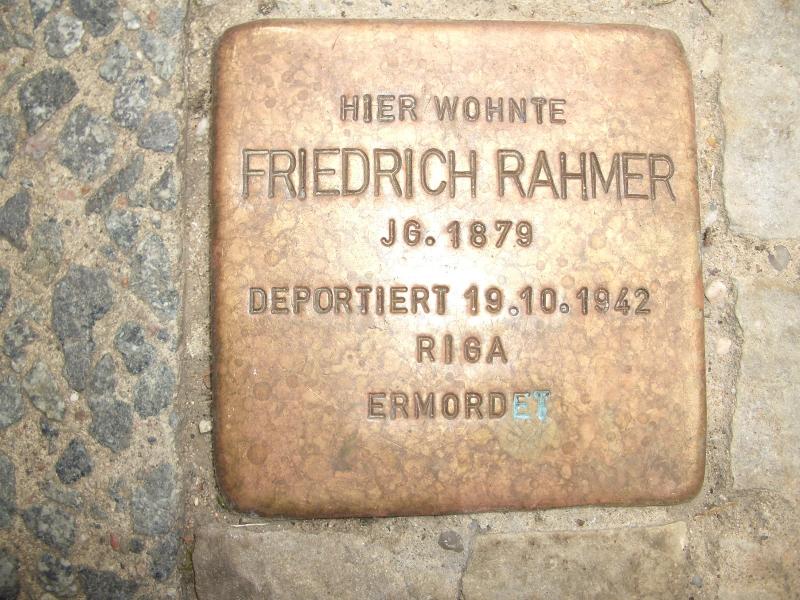 HIER WOHNTE
FRIEDRICH RAHMER
JG. 1879
DEPORTIERT 19.10.1942
RIGA
ERMORDET